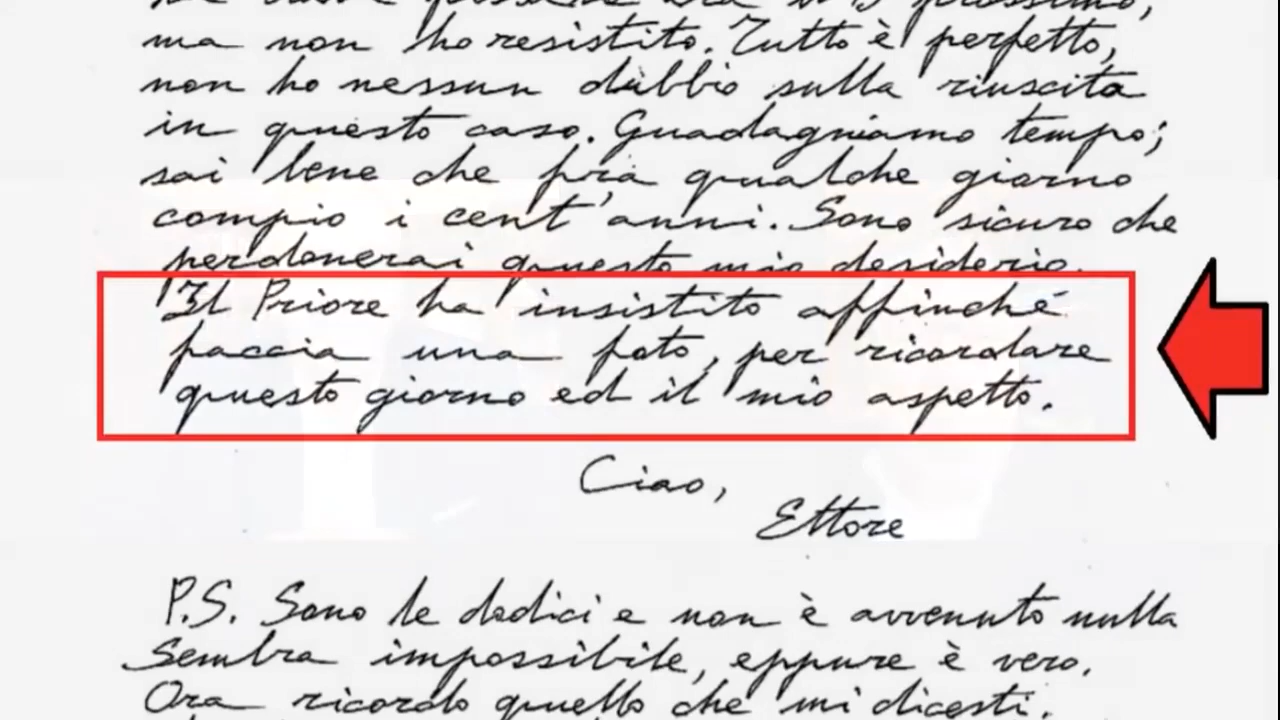 ma non ho resistito. Tutto è perfetto,
non ho nessun dubbio sulla riuscita
in questo caso. Guadagniamo tempo;
sai bene che fra qualche giorno
compio i cent'anni. Sono sicuro che
perdonerai questo mio desiderio.
Il Priore ha insistito affinché
faccia una foto, per ricordare
questo giorno ed il mio aspetto.
Ciao,
Ettore
P.S. Sono le dodici e non è avvenuto nulla
Sembra impossibile, eppure è vero.
Ora ricordo quello che mi dicesti.